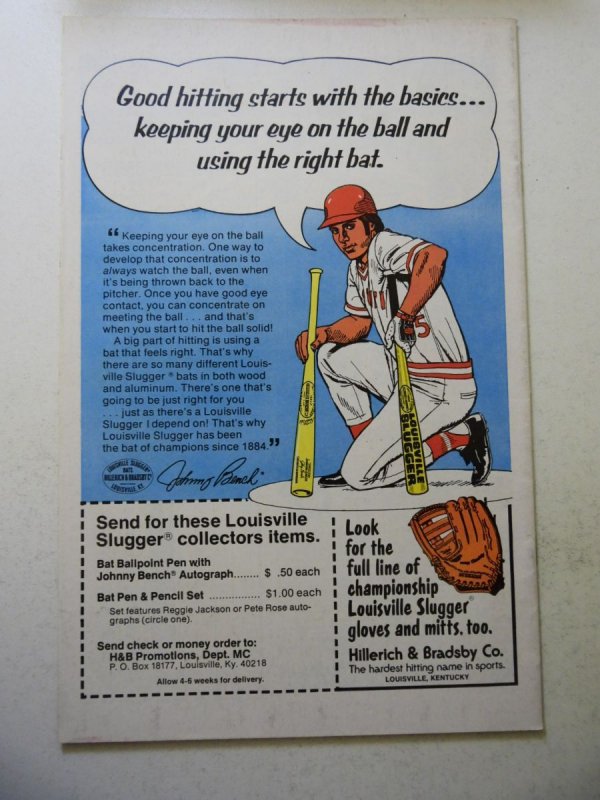 Good hitting starts with the basics...
keeping your eye on the ball and
using the right bat.
“ Keeping your eye on the ball
takes concentration. One way to
develop that concentration is to
always watch the ball, even when
it's being thrown back to the
pitcher. Once you have good eye
contact, you can concentrate on
meeting the ball . . . and that's
when you start to hit the ball solid!
A big part of hitting is using a
bat that feels right. That's why
there are so many different Louis-
ville Slugger ® bats in both wood
and aluminum. There's one that's
going to be just right for you
. . . just as there's a Louisville
Slugger I depend on! That's why
Louisville Slugger has been
the bat of champions since 1884.”
LOUISVILLE SLUGGER
BATS
HILLERICH & BRADSBY Co
LOUISVILLE, KY.
Johnny Bench
5
LOUISVILLE
SLUGGER
Send for these Louisville
Slugger® collectors items.
Bat Ballpoint Pen with
Johnny Bench® Autograph........ $ .50 each
Bat Pen & Pencil Set ................ $1.00 each
Set features Reggie Jackson or Pete Rose auto-
graphs (circle one).
Send check or money order to:
H&B Promotions, Dept. MC
P. O. Box 18177, Louisville, Ky. 40218
Allow 4-6 weeks for delivery.
Look
for the
full line of
championship
Louisville Slugger®
gloves and mitts, too.
Hillerich & Bradsby Co.
The hardest hitting name in sports.
LOUISVILLE, KENTUCKY